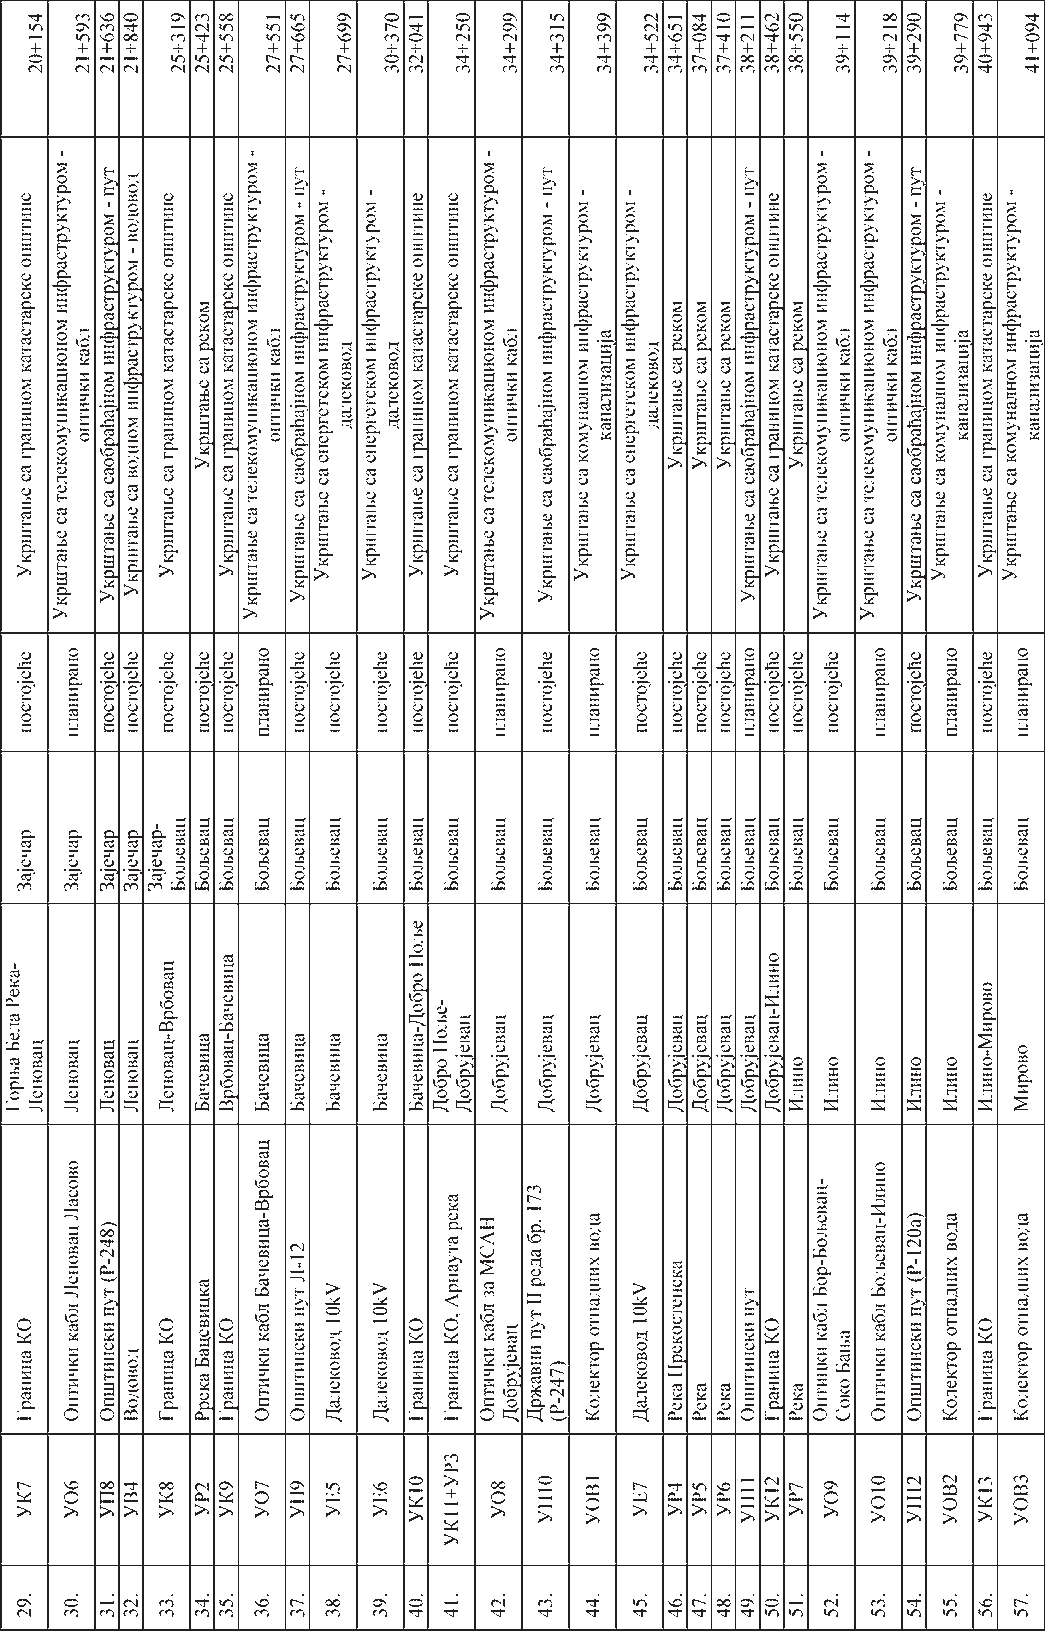 29. УК7 Граница КО Горња Бела Река- Зајечар постојеће Укрштање са границом катастарске општине 20+154
Леновац
30. УО6 Оптички кабл Леновац Ласово Леновац Зајечар планирано Укрштање са телекомуникационом инфраструктуром - 21+593
оптички кабл
31. УП8 Општински пут (Р-248) Леновац Зајечар постојеће Укрштање са саобраћајном инфраструктуром - пут 21+636
32. УВ4 Водовод Леновац Зајечар постојеће Укрштање са водном инфраструктуром - водовод 21+840
33. УК8 Граница КО Леновац-Врбовац Зајечар- постојеће Укрштање са границом катастарске општине 25+319
Бољевац
34. УР2 Ррска Бацевицка Бачевица Бољевац постојеће Укрштање са реком 25+423
35. УК9 Граница КО Врбовац-Бачевица Бољевац постојеће Укрштање са границом катастарске општине 25+558
36. УО7 Оптички кабл Бачевица-Врбовац Бачевица Бољевац планирано Укрштање са телекомуникационом инфраструктуром - 27+551
оптички кабл
37. УП9 Општински пут Л-12 Бачевица Бољевац постојеће Укрштање са саобраћајном инфраструктуром - пут 27+665
38. УЕ5 Далековод 10kV Бачевица Бољевац постојеће Укрштање са енергетском инфраструктуром - 27+699
далековод
39. УЕ6 Далековод 10kV Бачевица Бољевац постојеће Укрштање са енергетском инфраструктуром - 30+370
далековод
40. УК10 Граница КО Бачевица-Добро Поље Бољевац постојеће Укрштање са границом катастарске општине 32+041
41. УК11+УР3 Граница КО. Арнаута река Добро Поље- Бољевац постојеће Укрштање са границом катастарске општине 34+250
Добрујевац
42. УО8 Оптички кабл за МСАН Добрујевац Бољевац планирано Укрштање са телекомуникационом инфраструктуром - 34+299
Добрујевац оптички кабл
43. УП10 Државни пут II реда бр. 173 Добрујевац Бољевац постојеће Укрштање са саобраћајном инфраструктуром - пут 34+315
(Р-247)
44. УОВ1 Колектор отпадних вода Добрујевац Бољевац планирано Укрштање са комуналном инфраструктуром - 34+399
канализација
45. УЕ7 Далековод 10kV Добрујевац Бољевац постојеће Укрштање са енергетском инфраструктуром - 34+522
далековод
46. УР4 Река Прекостенска Добрујевац Бољевац постојеће Укрштање са реком 34+651
47. УР5 Река Добрујевац Бољевац постојеће Укрштање са реком 37+084
48. УР6 Река Добрујевац Бољевац постојеће Укрштање са реком 37+410
49. УП11 Општински пут Добрујевац Бољевац планирано Укрштање са саобраћајном инфраструктуром - пут 38+211
50. УК12 Граница КО Добрујевац-Илино Бољевац постојеће Укрштање са границом катастарске општине 38+462
51. УР7 Река Илино Бољевац постојеће Укрштање са реком 38+550
52. УО9 Оптицки кабл Бор-Бољевац- Илино Бољевац постојеће Укрштање са телекомуникационом инфраструктуром - 39+114
Соко Бања оптички кабл
53. УО10 Оптички кабл Бољевац-Илино Илино Бољевац планирано Укрштање са телекомуникационом инфраструктуром - 39+218
оптички кабл
54. УП12 Општински пут (Р-120а) Илино Бољевац постојеће Укрштање са саобраћајном инфраструктуром - пут 39+290
55. УОВ2 Колектор отпадних вода Илино Бољевац планирано Укрштање са комуналном инфраструктуром - 39+779
канализација
56. УК13 Граница КО Илино-Мирово Бољевац постојеће Укрштање са границом катастарске општине 40+943
57. УОВ3 Колектор отпадних вода Мирово Бољевац планирано Укрштање са комуналном инфраструктуром - 41+094
канализација